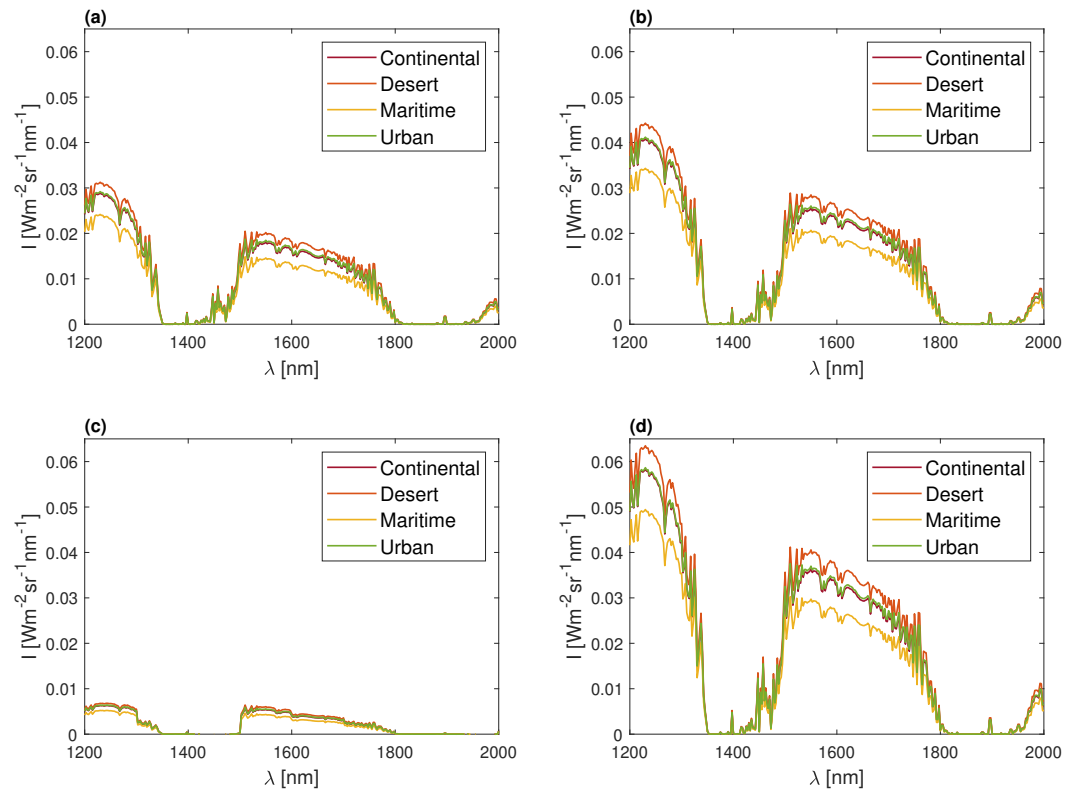 (a)
I [Wm-2sr-1nm-1]
0.06
0.05
0.04
0.03
0.02
0.01
0
Continental
Desert
Maritime
Urban
1200 1400 1600 1800 2000
λ [nm]
(b)
I [Wm-2sr-1nm-1]
0.06
0.05
0.04
0.03
0.02
0.01
0
Continental
Desert
Maritime
Urban
1200 1400 1600 1800 2000
λ [nm]
(c)
I [Wm-2sr-1nm-1]
0.06
0.05
0.04
0.03
0.02
0.01
0
Continental
Desert
Maritime
Urban
1200 1400 1600 1800 2000
λ [nm]
(d)
I [Wm-2sr-1nm-1]
0.06
0.05
0.04
0.03
0.02
0.01
0
Continental
Desert
Maritime
Urban
1200 1400 1600 1800 2000
λ [nm]